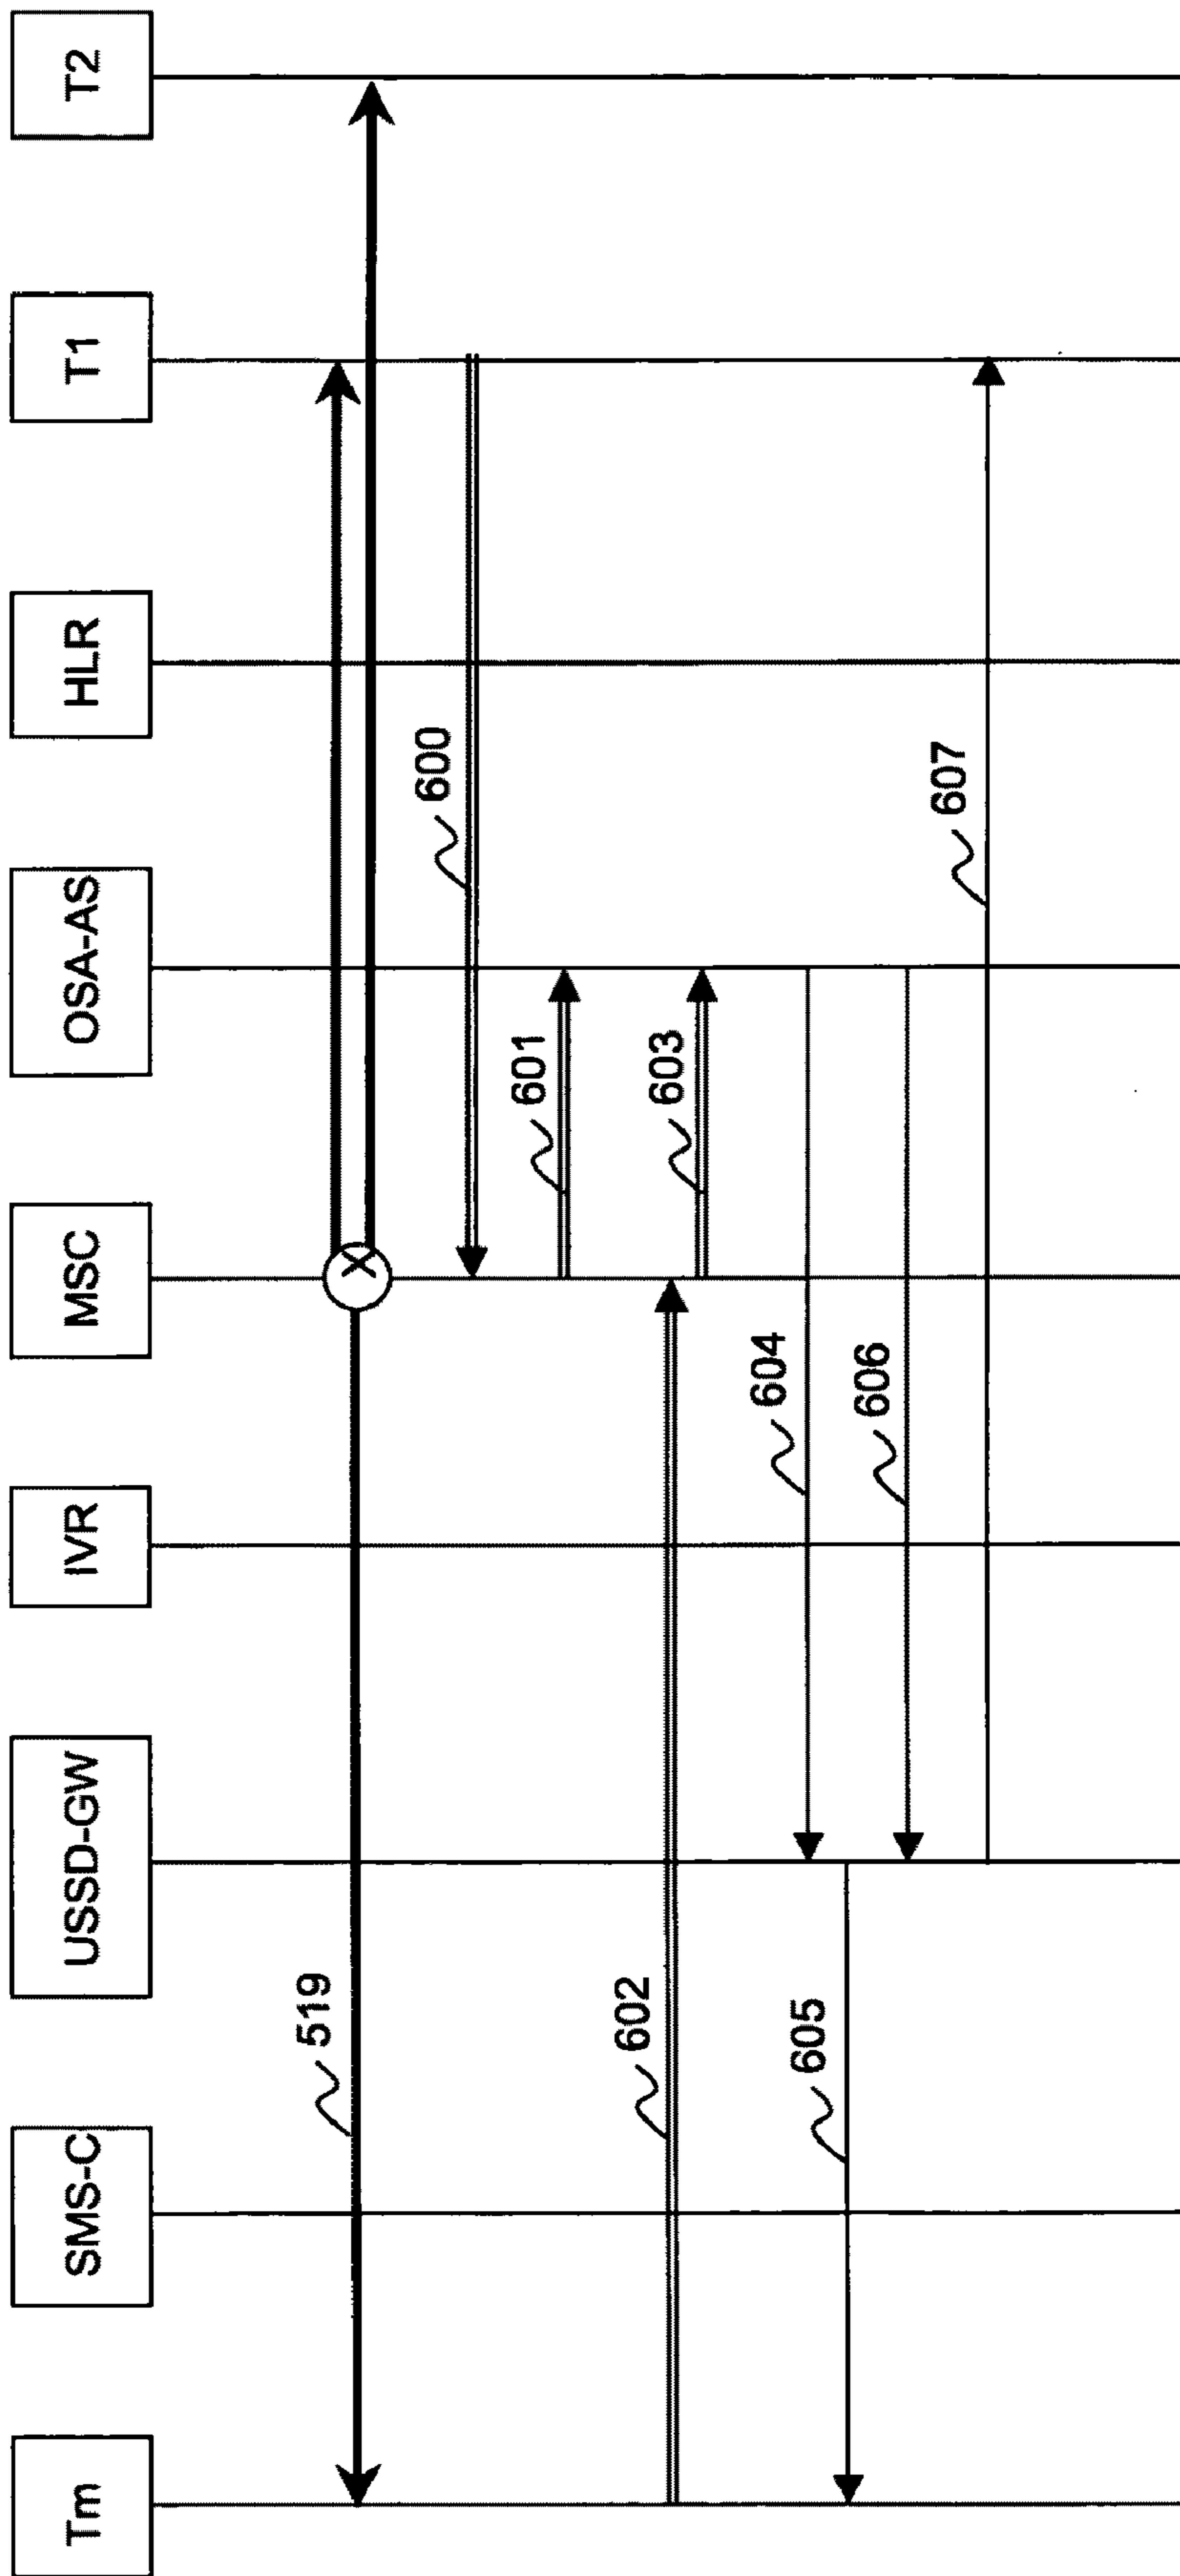 Tm
SMS-C
USSD-GW
IVR
MSC
OSA-AS
HLR
T1
T2
519
X
600
601
602
603
604
605
606
607